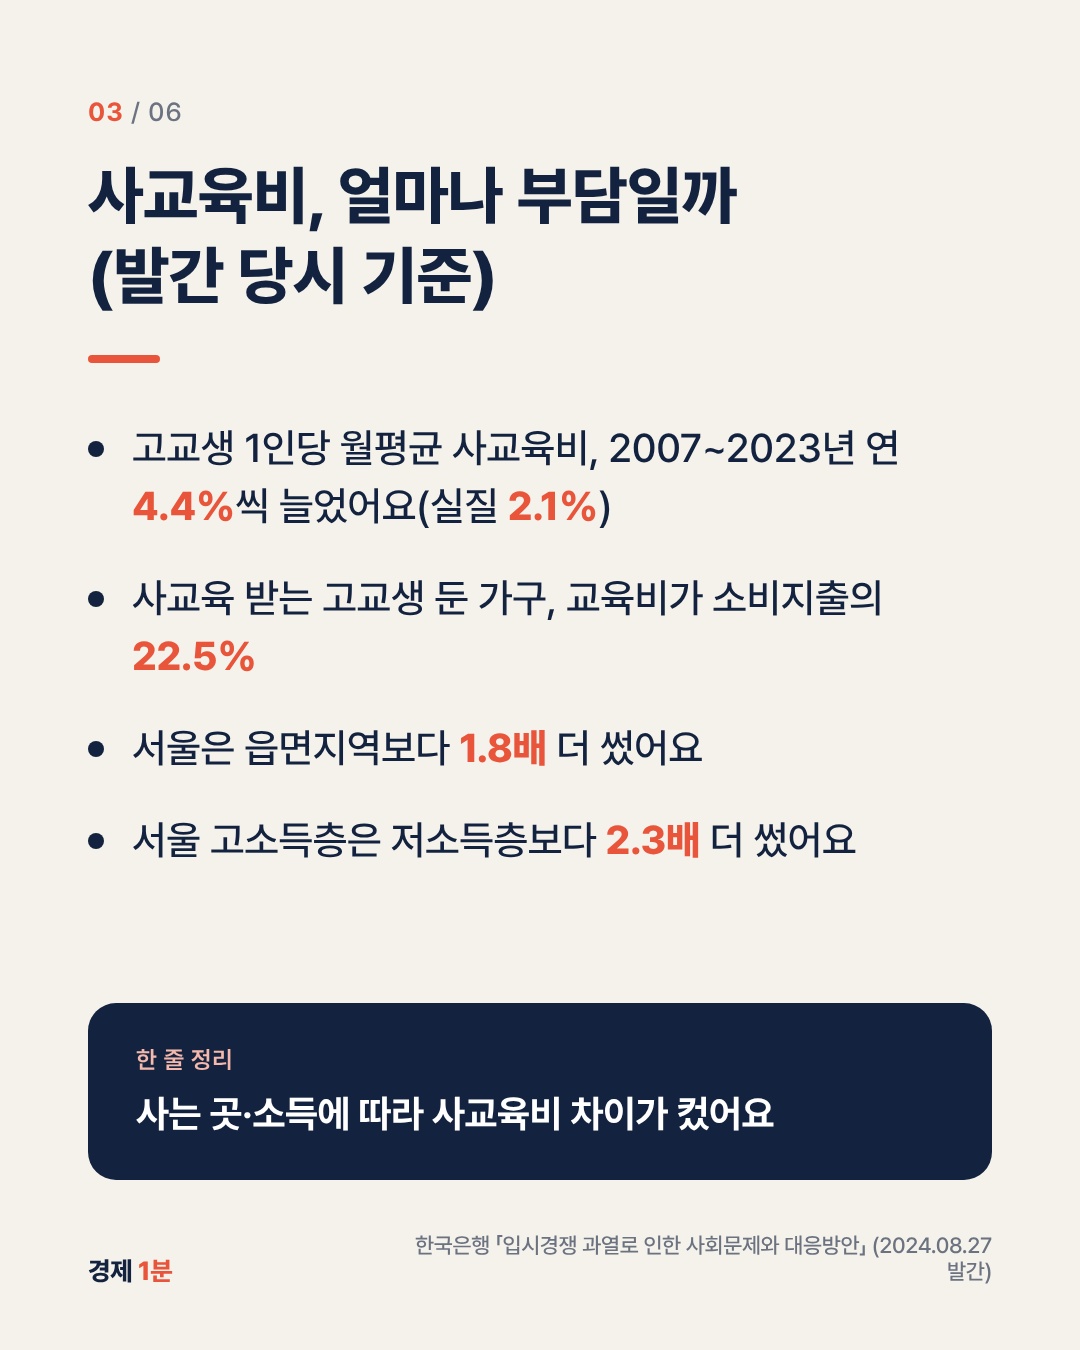 03 / 06
사교육비, 얼마나 부담일까
(발간 당시 기준)
고교생 1인당 월평균 사교육비, 2007~2023년 연
4.4%씩 늘었어요(실질 2.1%)
사교육 받는 고교생 둔 가구, 교육비가 소비지출의
22.5%
서울은 읍면지역보다 1.8배 더 썼어요
서울 고소득층은 저소득층보다 2.3배 더 썼어요
한 줄 정리
사는 곳·소득에 따라 사교육비 차이가 컸어요
경제 1분
한국은행 「입시경쟁 과열로 인한 사회문제와 대응방안」 (2024.08.27
발간)